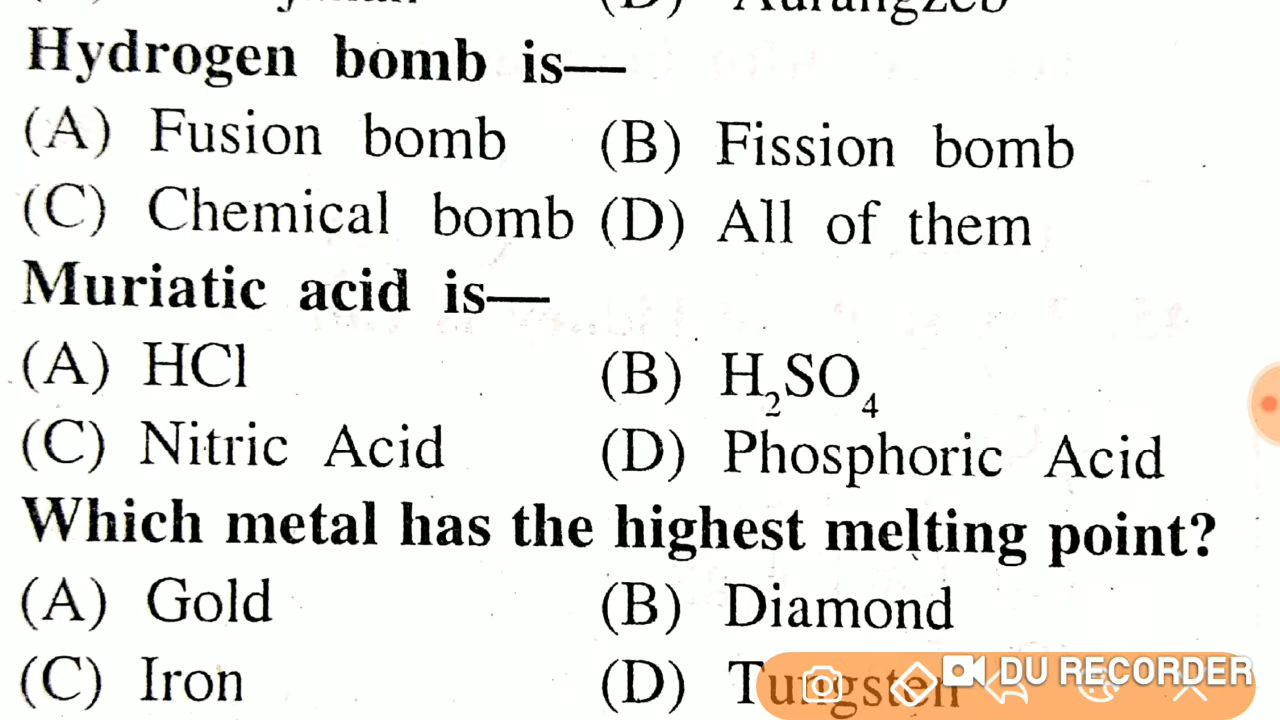 (D) Aurangzeb
Hydrogen bomb is—
(A) Fusion bomb (B) Fission bomb
(C) Chemical bomb (D) All of them
Muriatic acid is—
(A) HCl (B) H₂SO₄
(C) Nitric Acid (D) Phosphoric Acid
Which metal has the highest melting point?
(A) Gold (B) Diamond
(C) Iron (D) Tungsten
DU RECORDER